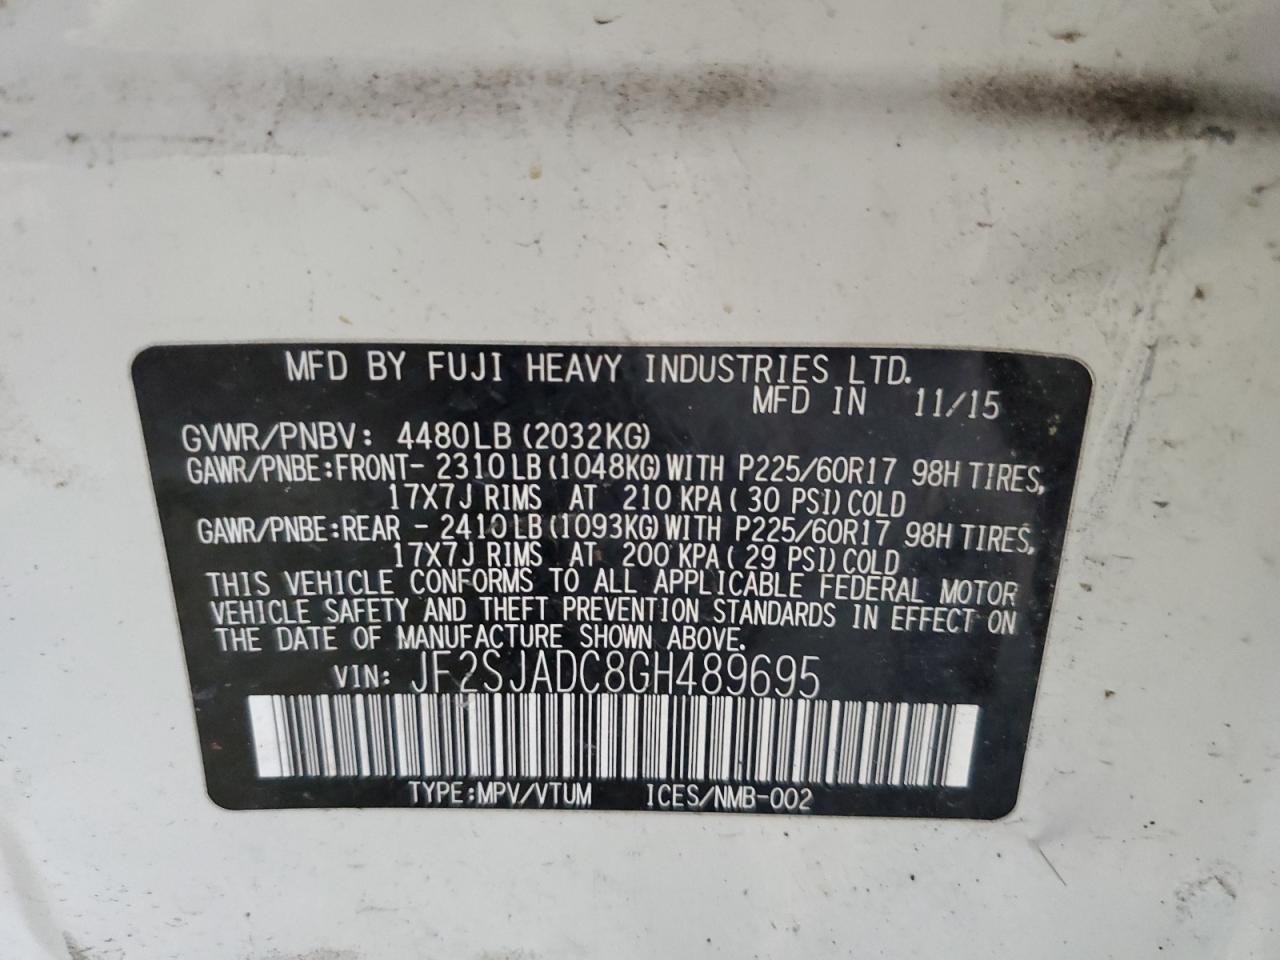 MFD BY FUJI HEAVY INDUSTRIES LTD.
MFD IN 11/15
GVWR/PNBV: 4480LB (2032KG)
GAWR/PNBE:FRONT- 2310LB (1048KG)WITH P225/60R17 98H TIRES,
17X7J RIMS AT 210 KPA( 30 PSI)COLD
GAWR/PNBE:REAR - 2410LB (1093KG)WITH P225/60R17 98H TIRES,
17X7J RIMS AT 200 KPA( 29 PSI)COLD
THIS VEHICLE CONFORMS TO ALL APPLICABLE FEDERAL MOTOR
VEHICLE SAFETY AND THEFT PREVENTION STANDARDS IN EFFECT ON
THE DATE OF MANUFACTURE SHOWN ABOVE.
VIN: JF2SJADC8GH489695
TYPE:MPV/VTUM ICES/NMB-002